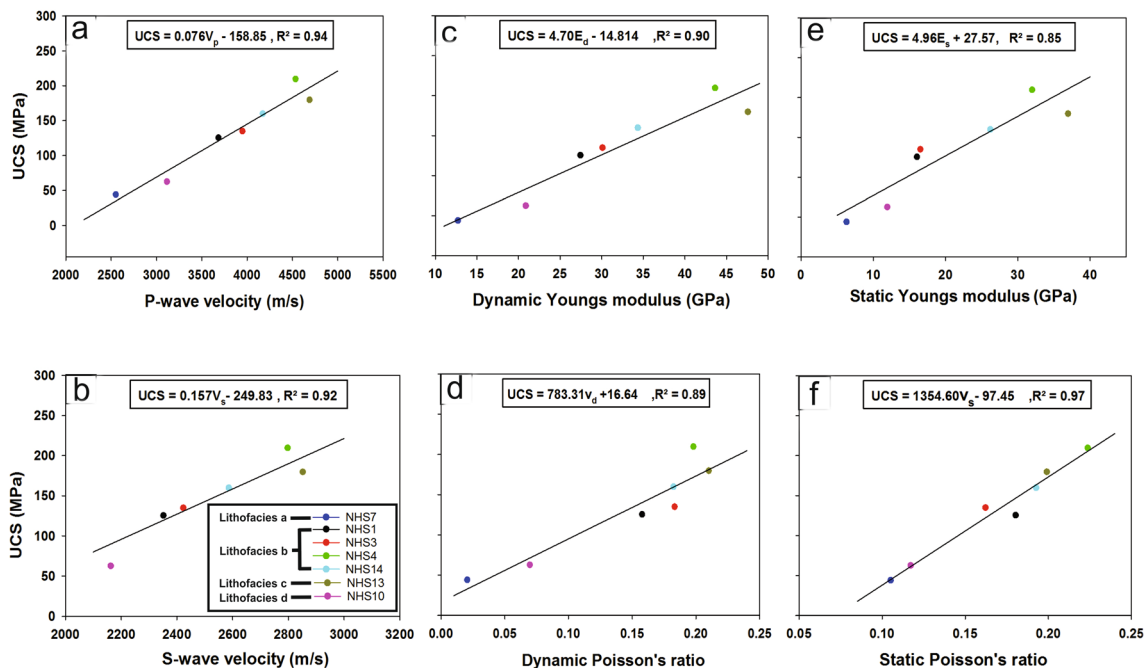 a
UCS = 0.076Vp - 158.85 , R² = 0.94
300
250
200
150
100
50
0
UCS (MPa)
2000 2500 3000 3500 4000 4500 5000 5500
P-wave velocity (m/s)
c
UCS = 4.70Ed - 14.814 ,R² = 0.90
10 15 20 25 30 35 40 45 50
Dynamic Youngs modulus (GPa)
e
UCS = 4.96Es + 27.57, R² = 0.85
0 10 20 30 40
Static Youngs modulus (GPa)
b
UCS = 0.157Vs- 249.83 , R² = 0.92
300
250
200
150
100
50
0
UCS (MPa)
Lithofacies a NHS7
NHS1
Lithofacies b NHS3
NHS4
NHS14
Lithofacies c NHS13
Lithofacies d NHS10
2000 2200 2400 2600 2800 3000 3200
S-wave velocity (m/s)
d
UCS = 783.31vd +16.64 ,R² = 0.89
0.00 0.05 0.10 0.15 0.20 0.25
Dynamic Poisson's ratio
f
UCS = 1354.60Vs - 97.45 ,R² = 0.97
0.05 0.10 0.15 0.20 0.25
Static Poisson's ratio